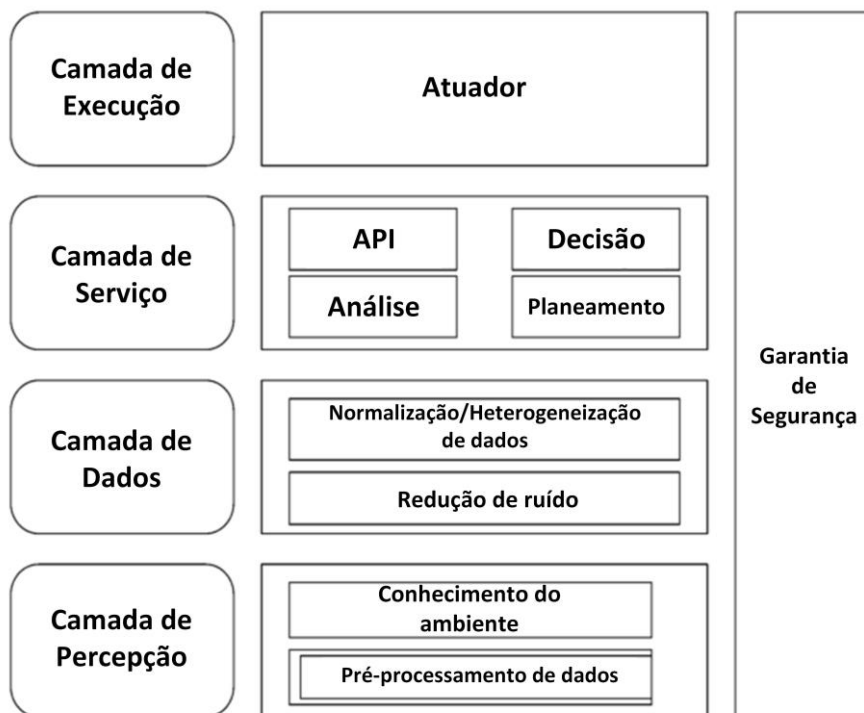 Camada de
Execução
Atuador
Camada de
Serviço
API
Decisão
Análise
Planeamento
Garantia
de
Segurança
Camada de
Dados
Normalização/Heterogeneização
de dados
Redução de ruído
Camada de
Percepção
Conhecimento do
ambiente
Pré-processamento de dados